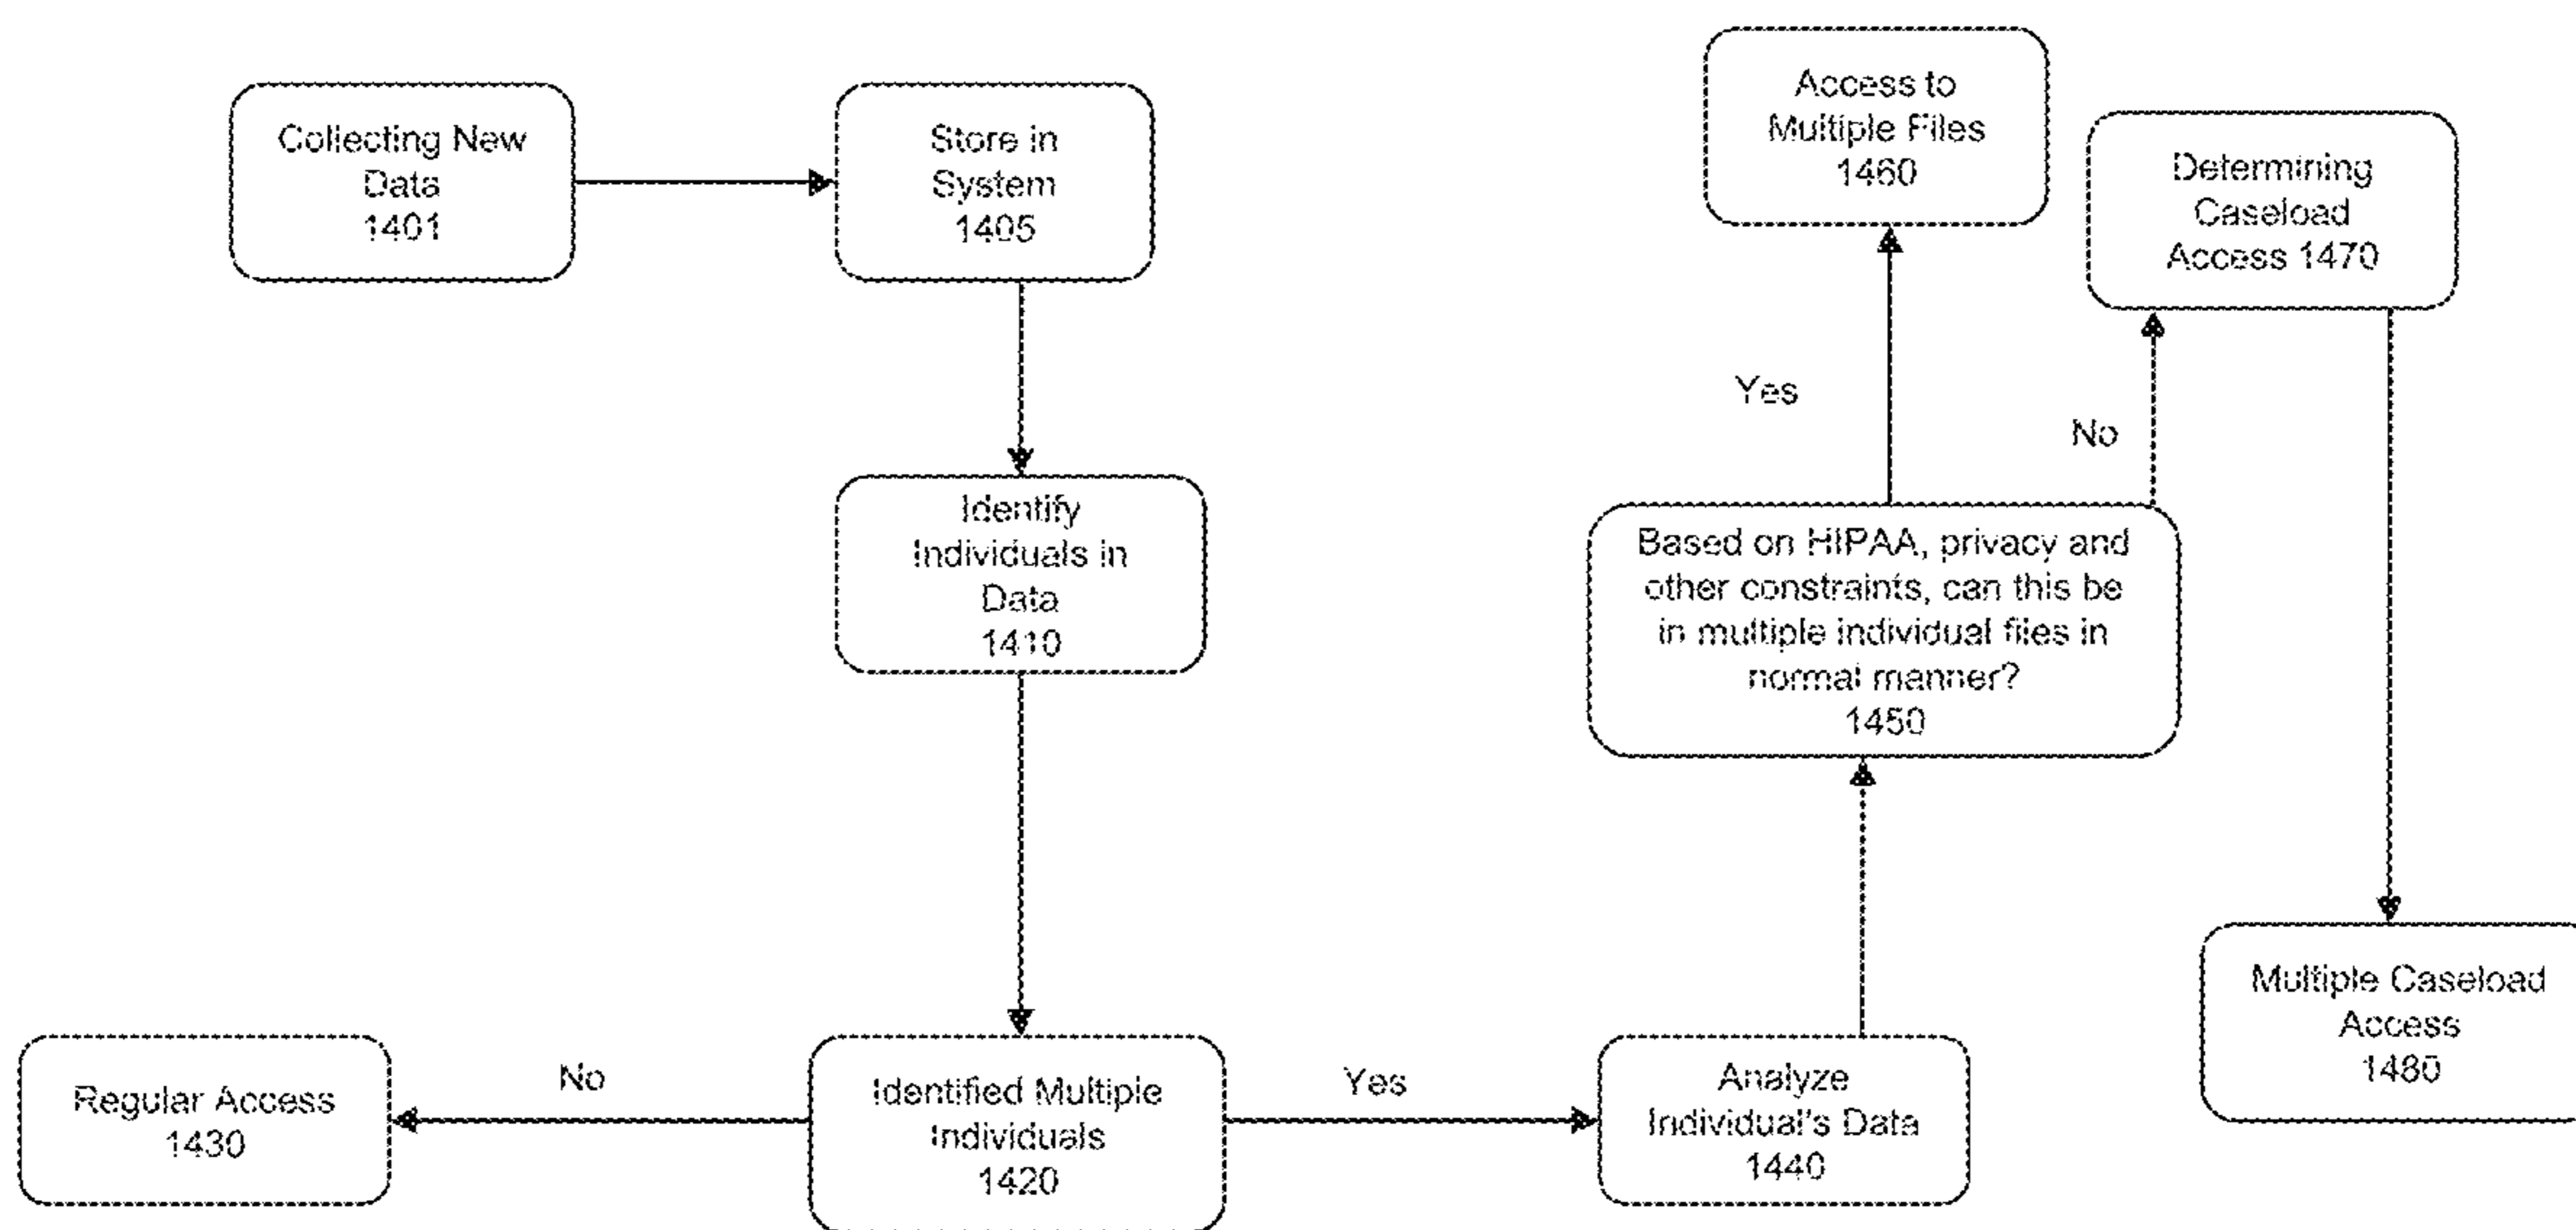 Collecting New
Data
1401
Store in
System
1405
Access to
Multiple Files
1460
Determining
Caseload
Access 1470
Yes
No
Identify
Individuals in
Data
1410
Based on HIPAA, privacy and
other constraints, can this be
in multiple individual files in
normal manner?
1450
Regular Access
1430
No
Identified Multiple
Individuals
1420
Yes
Analyze
Individual's Data
1440
Multiple Caseload
Access
1480